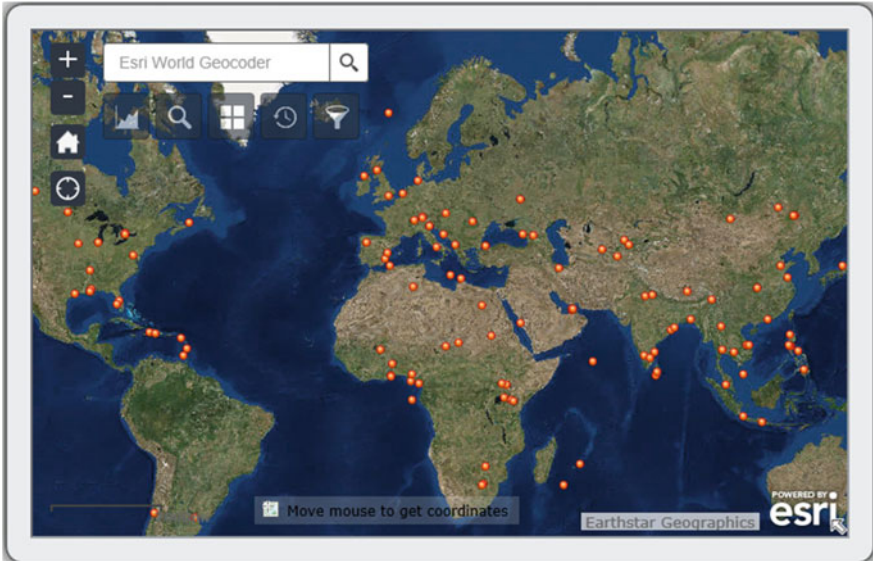 +
Esri World Geocoder
-
Move mouse to get coordinates
Earthstar Geographics
POWERED BY
esri